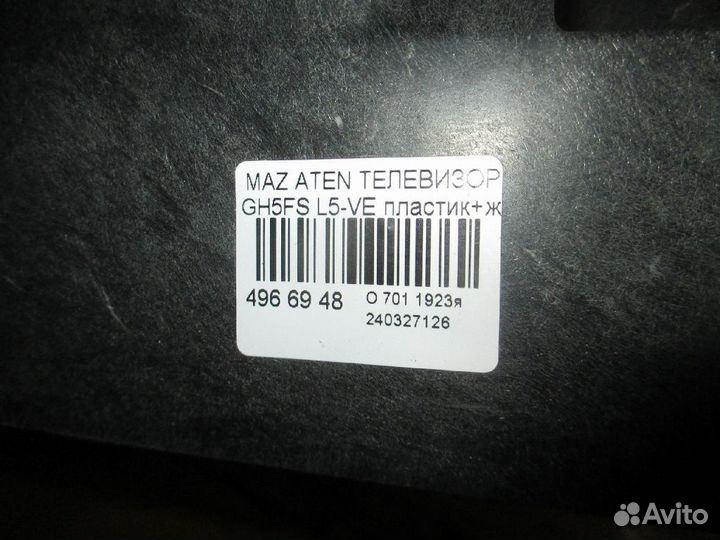 MAZ ATEN ТЕЛЕВИЗОР
GH5FS L5-VE пластик+ж
496 69 48
О 701 1923я
240327126
Avito